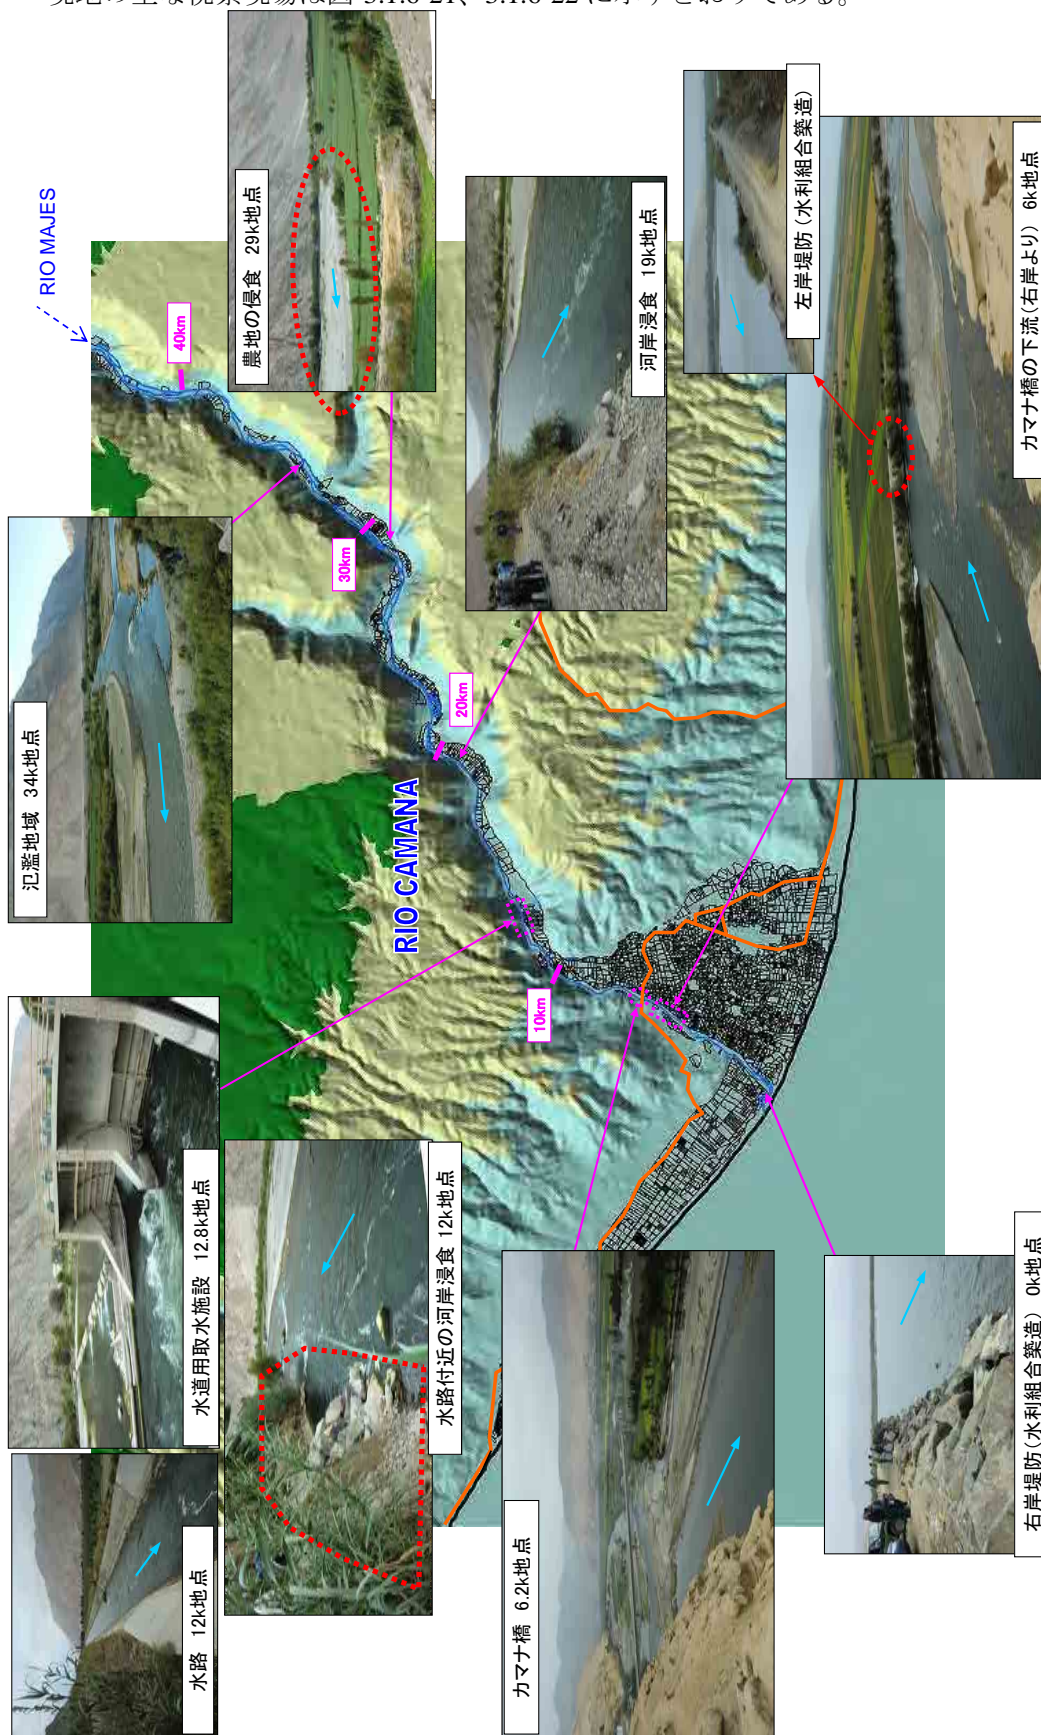 RIO MAJES
40km
農地の侵食 29k地点
左岸堤防 (水利組合築造)
河岸浸食 19k地点
カマナ橋の下流(右岸より) 6k地点
30km
氾濫地域 34k地点
20km
RIO CAMANA
10km
水道用取水施設 12.8k地点
水路付近の河岸浸食 12k地点
水路 12k地点
カマナ橋 6.2k地点
右岸堤防(水利組合築造) 0k地点